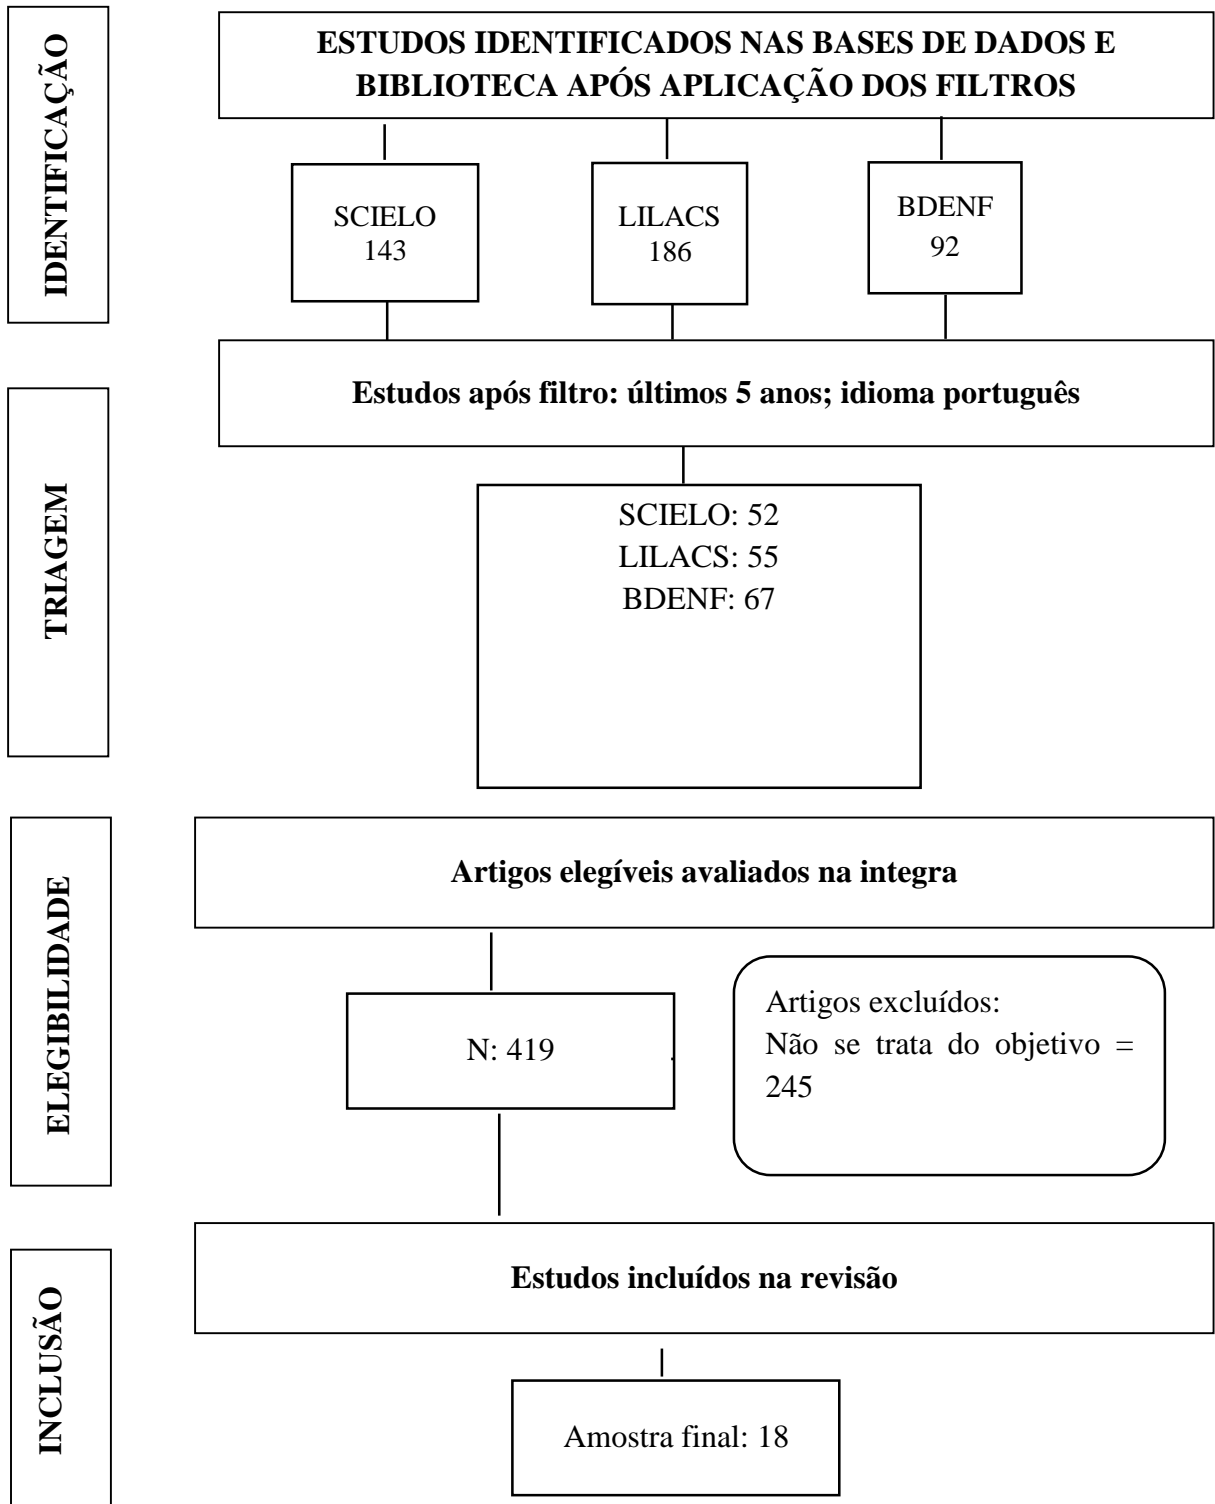 IDENTIFICAÇÃO
ESTUDOS IDENTIFICADOS NAS BASES DE DADOS E
BIBLIOTECA APÓS APLICAÇÃO DOS FILTROS
SCIELO
143
LILACS
186
BDENF
92
TRIAGEM
Estudos após filtro: últimos 5 anos; idioma português
SCIELO: 52
LILACS: 55
BDENF: 67
ELEGIBILIDADE
Artigos elegíveis avaliados na integra
N: 419
.
Artigos excluídos:
Não se trata do objetivo =
245
INCLUSÃO
Estudos incluídos na revisão
Amostra final: 18